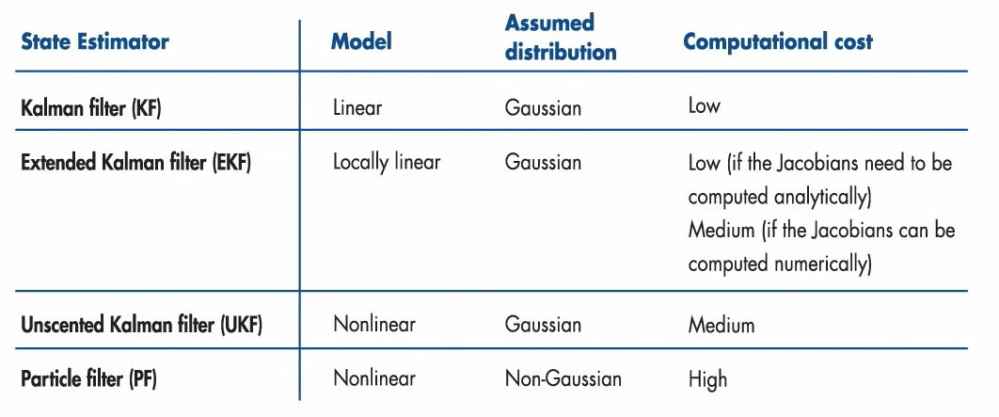 State Estimator
Model
Assumed
distribution
Computational cost
Kalman filter (KF)
Linear
Gaussian
Low
Extended Kalman filter (EKF)
Locally linear
Gaussian
Low (if the Jacobians need to be
computed analytically)
Medium (if the Jacobians can be
computed numerically)
Unscented Kalman filter (UKF)
Nonlinear
Gaussian
Medium
Particle filter (PF)
Nonlinear
Non-Gaussian
High